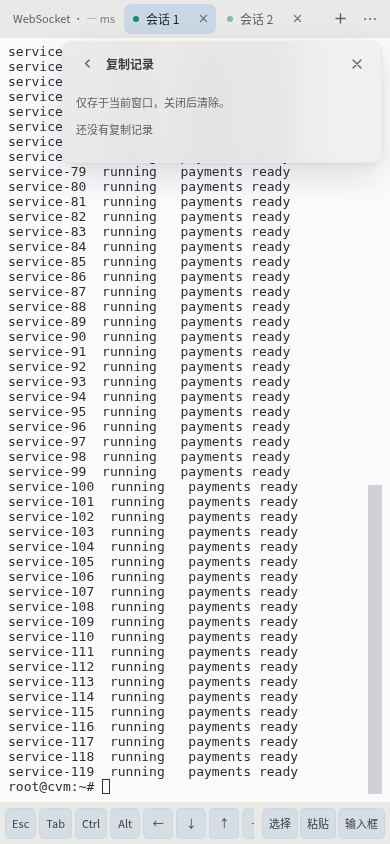 WebSocket · — ms 会话 1 × 会话 2 × + ···
service
service
service
service
service
service
service
service
复制记录
仅存于当前窗口，关闭后清除。
还没有复制记录
service-79  running   payments ready
service-80  running   payments ready
service-81  running   payments ready
service-82  running   payments ready
service-83  running   payments ready
service-84  running   payments ready
service-85  running   payments ready
service-86  running   payments ready
service-87  running   payments ready
service-88  running   payments ready
service-89  running   payments ready
service-90  running   payments ready
service-91  running   payments ready
service-92  running   payments ready
service-93  running   payments ready
service-94  running   payments ready
service-95  running   payments ready
service-96  running   payments ready
service-97  running   payments ready
service-98  running   payments ready
service-99  running   payments ready
service-100  running   payments ready
service-101  running   payments ready
service-102  running   payments ready
service-103  running   payments ready
service-104  running   payments ready
service-105  running   payments ready
service-106  running   payments ready
service-107  running   payments ready
service-108  running   payments ready
service-109  running   payments ready
service-110  running   payments ready
service-111  running   payments ready
service-112  running   payments ready
service-113  running   payments ready
service-114  running   payments ready
service-115  running   payments ready
service-116  running   payments ready
service-117  running   payments ready
service-118  running   payments ready
service-119  running   payments ready
root@cvm:~#
Esc Tab Ctrl Alt ← ↓ ↑ 选择 粘贴 输入框